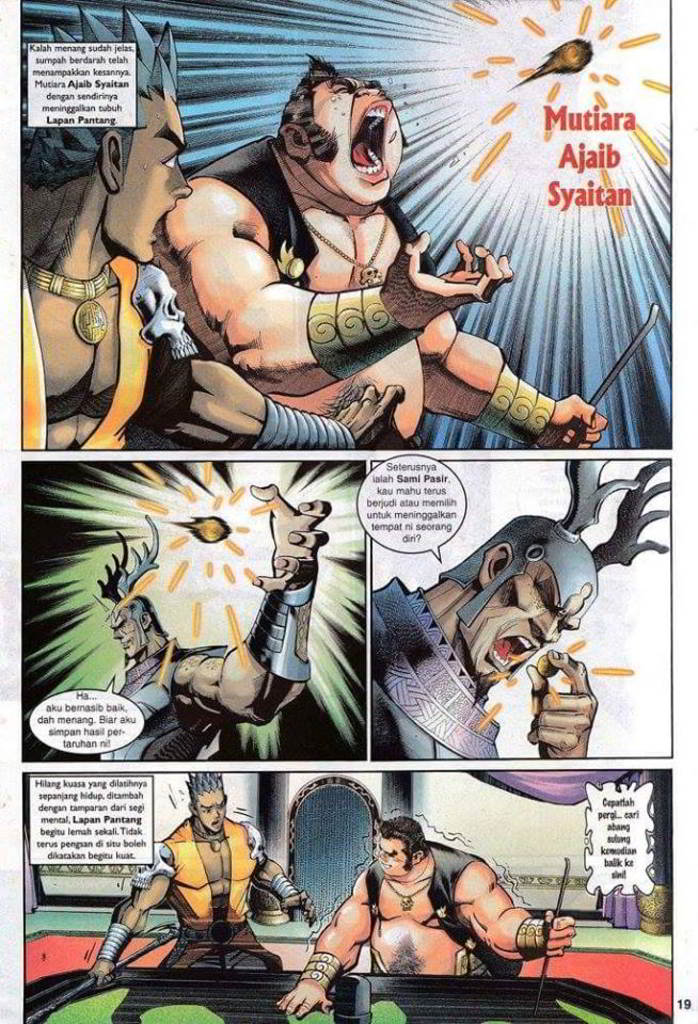 Kalah menang sudah jelas,
sumpah berdarah telah
menampakkan kesannya.
Mutiara Ajaib Syaitan
dengan sendirinya
meninggalkan tubuh
Lapan Pantang.
Mutiara
Ajaib
Syaitan
Ha...
aku bernasib baik,
dah menang. Biar aku
simpan hasil per-
taruhan ni!
Seterusnya
ialah Sami Pasir,
kau mahu terus
berjudi atau memilih
untuk meninggalkan
tempat ni seorang
diri?
Hilang kuasa yang dilatihnya
sepanjang hidup, ditambah
dengan tamparan dari segi
mental, Lapan Pantang
begitu lemah sekali. Tidak
terus pengsan di situ boleh
dikatakan begitu kuat.
Cepatlah
pergi... cari
abang
sulung
kemudian
balik ke
sini!
19